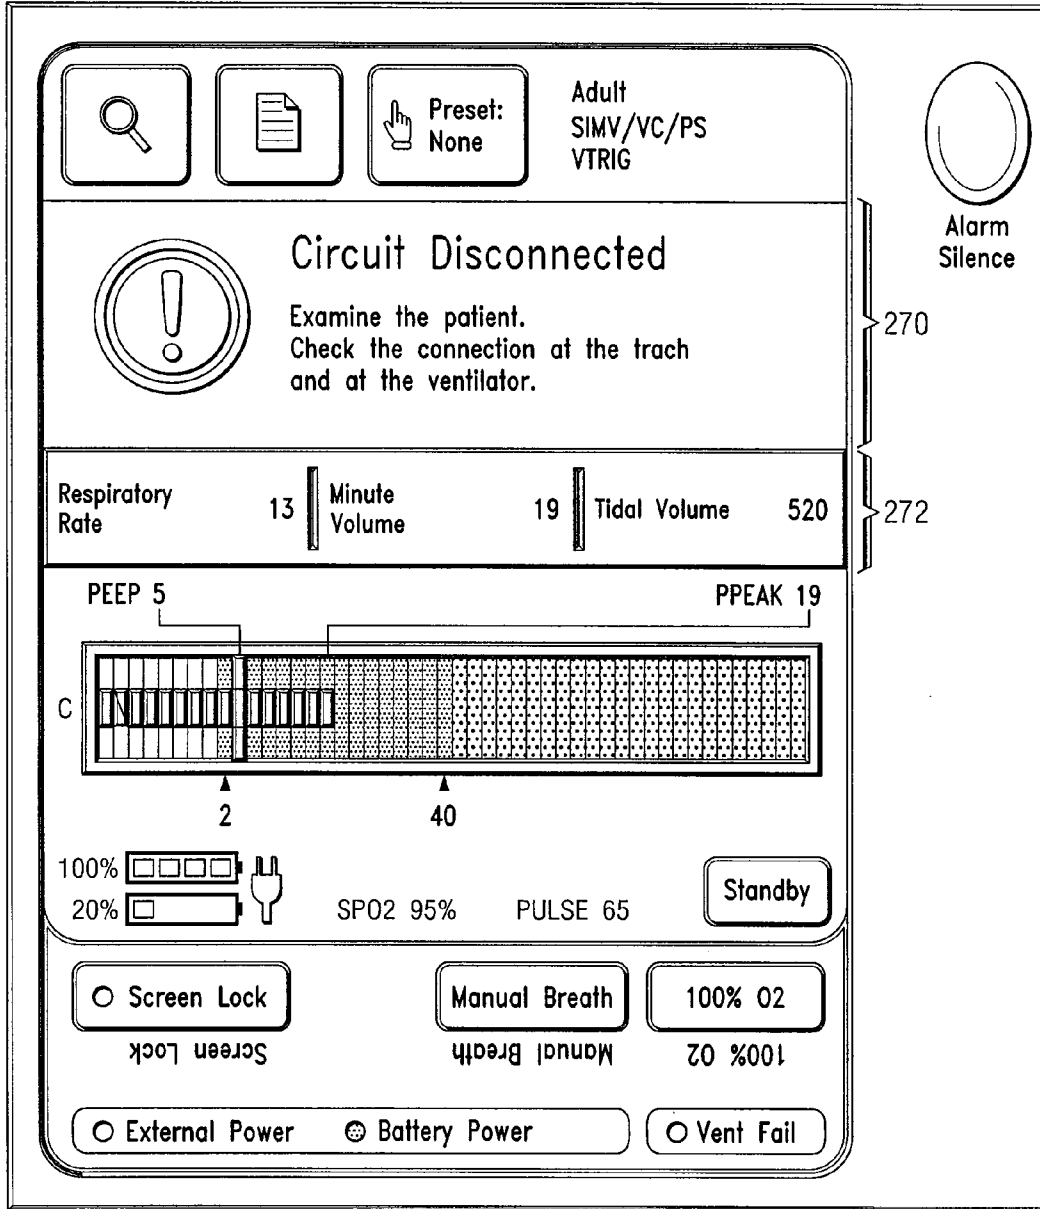 Preset:
None
Adult
SIMV/VC/PS
VTRIG
Alarm
Silence
Circuit Disconnected
Examine the patient.
Check the connection at the trach
and at the ventilator.
270
Respiratory
Rate
13
Minute
Volume
19
Tidal Volume
520
272
PEEP 5
PPEAK 19
C
2
40
100%
20%
SPO2 95%
PULSE 65
Standby
Screen Lock
Manual Breath
100% O2
Screen Lock
Manual Breath
100% O2
External Power
Battery Power
Vent Fail